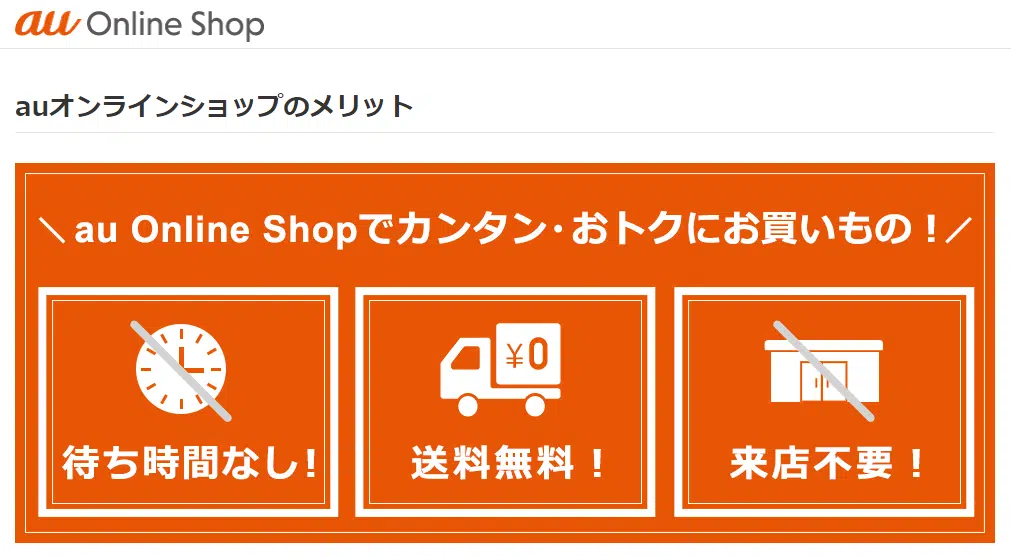 au Online Shop
auオンラインショップのメリット
＼au Online Shopでカンタン･おトクにお買いもの！／
¥0
待ち時間なし!
送料無料！
来店不要！